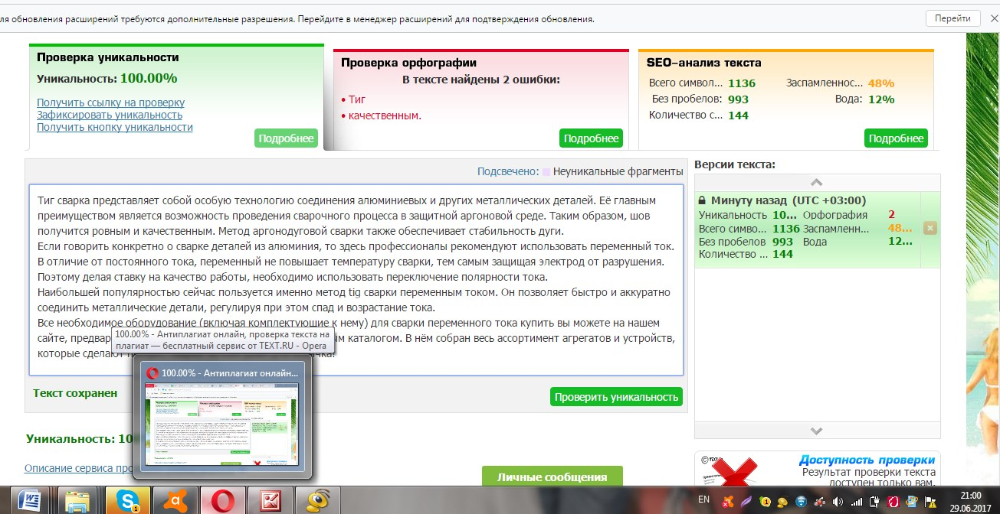 ля обновления расширений требуются дополнительные разрешения. Перейдите в менеджер расширений для подтверждения обновления.
Перейти
Проверка уникальности
Уникальность: 100.00%
Получить ссылку на проверку
Зафиксировать уникальность
Получить кнопку уникальности
Подробнее
Проверка орфографии
В тексте найдены 2 ошибки:
• Тиг
• качественным.
Подробнее
SEO-анализ текста
Всего символ... 1136 Заспамленнос... 48%
Без пробелов: 993 Вода: 12%
Количество с... 144
Подробнее
Подсвечено: Неуникальные фрагменты
Тиг сварка представляет собой особую технологию соединения алюминиевых и других металлических деталей. Её главным
преимуществом является возможность проведения сварочного процесса в защитной аргоновой среде. Таким образом, шов
получится ровным и качественным. Метод аргонодуговой сварки также обеспечивает стабильность дуги.
Если говорить конкретно о сварке деталей из алюминия, то здесь профессионалы рекомендуют использовать переменный ток.
В отличие от постоянного тока, переменный не повышает температуру сварки, тем самым защищая электрод от разрушения.
Поэтому делая ставку на качество работы, необходимо использовать переключение полярности тока.
Наибольшей популярностью сейчас пользуется именно метод tig сварки переменным током. Он позволяет быстро и аккуратно
соединить металлические детали, регулируя при этом спад и возрастание тока.
Все необходимое оборудование (включая комплектующие к нему) для сварки переменного тока купить вы можете на нашем
сайте, предвар м каталогом. В нём собран весь ассортимент агрегатов и устройств,
которые сделают
100.00% - Антиплагиат онлайн, проверка текста на
плагиат — бесплатный сервис от TEXT.RU - Opera
100.00% - Антиплагиат онлайн...
Текст сохранен
Проверить уникальность
Уникальность: 10
Описание сервиса про
Личные сообщения
Версии текста:
Минуту назад (UTC +03:00)
Уникальность 10... Орфография 2
Всего симво... 1136 Заспамленн... 48...
Без пробелов 993 Вода 12...
Количество ... 144
Доступность проверки
Результат проверки текста
доступен только вам.
EN
21:00
29.06.2017